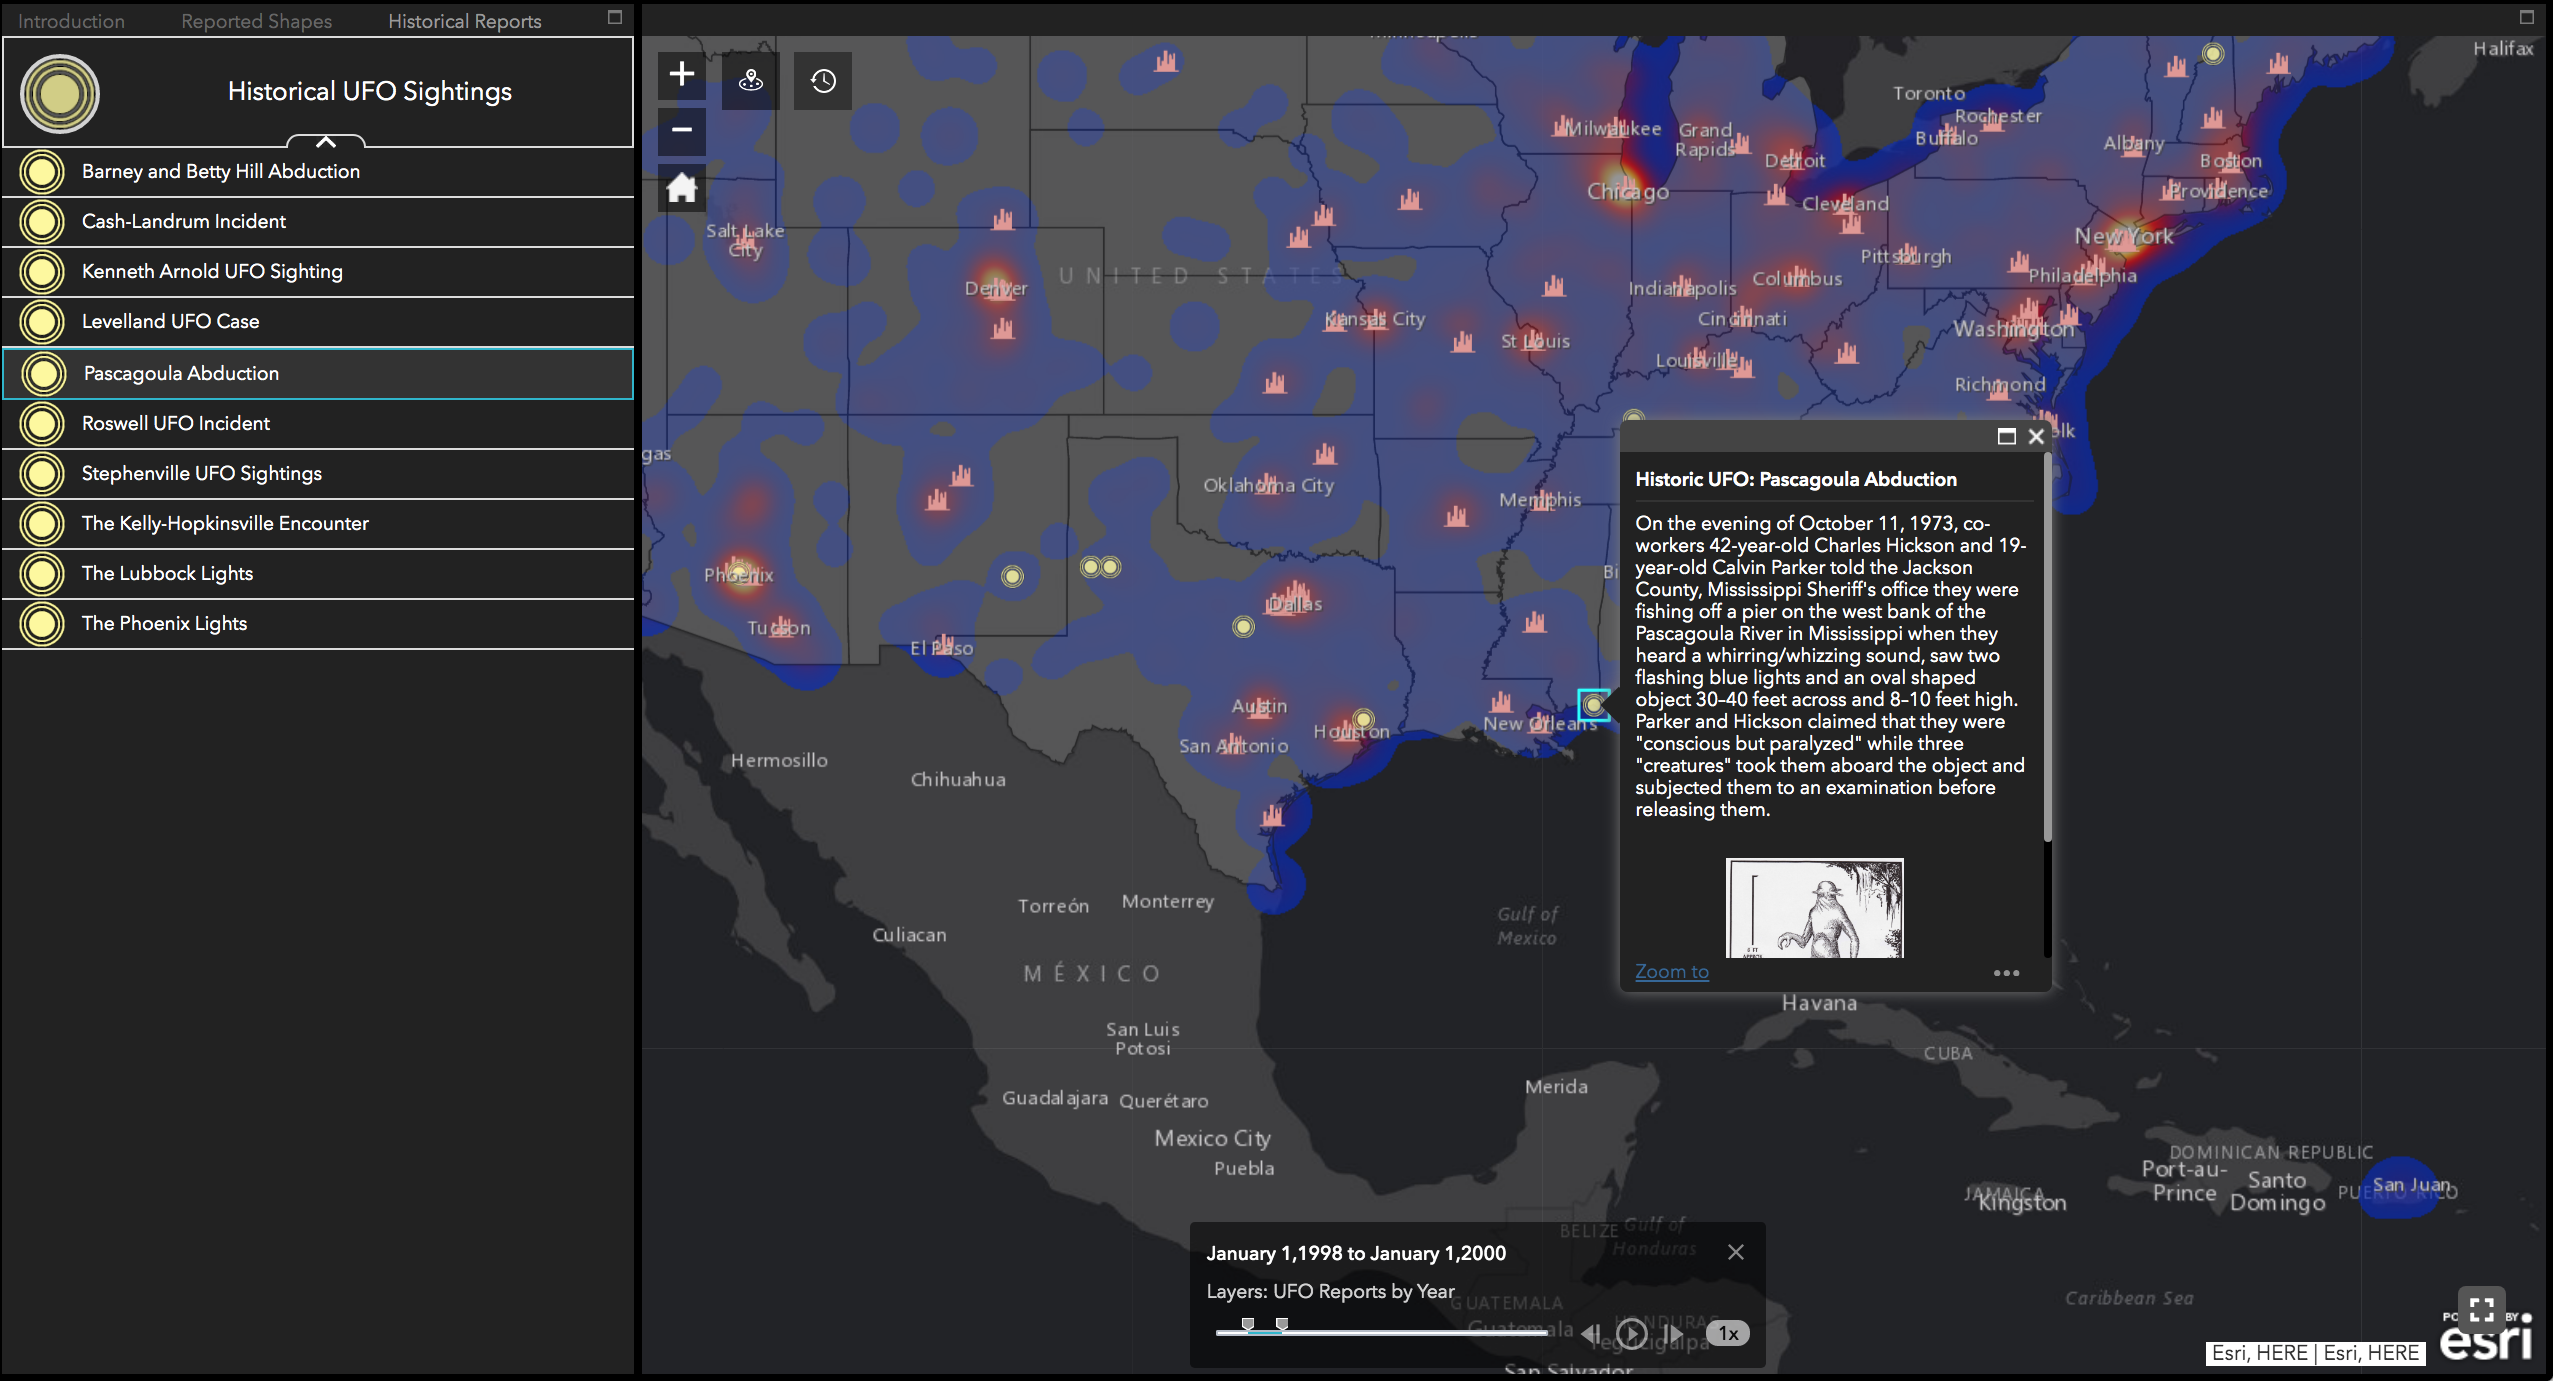 Introduction
Reported Shapes
Historical Reports
Historical UFO Sightings
Barney and Betty Hill Abduction
Cash-Landrum Incident
Kenneth Arnold UFO Sighting
Levelland UFO Case
Pascagoula Abduction
Roswell UFO Incident
Stephenville UFO Sightings
The Kelly-Hopkinsville Encounter
The Lubbock Lights
The Phoenix Lights
Halifax
Toronto
Rochester
Buffalo
Milwaukee
Grand
Rapids
Detroit
Albany
Boston
Chicago
Cleveland
Providence
Salt Lake
City
New York
Pittsburgh
Philadelphia
UNITED STATES
Denver
Indianapolis
Columbus
Kansas City
Cincinnati
Washington
St Louis
Louisville
Richmond
olk
gas
Oklahoma City
Memphis
Phoenix
Bi
Dallas
Tucson
El Paso
Austin
New Orleans
Houston
San Antonio
Hermosillo
Chihuahua
Historic UFO: Pascagoula Abduction
On the evening of October 11, 1973, co-
workers 42-year-old Charles Hickson and 19-
year-old Calvin Parker told the Jackson
County, Mississippi Sheriff's office they were
fishing off a pier on the west bank of the
Pascagoula River in Mississippi when they
heard a whirring/whizzing sound, saw two
flashing blue lights and an oval shaped
object 30–40 feet across and 8–10 feet high.
Parker and Hickson claimed that they were
"conscious but paralyzed" while three
"creatures" took them aboard the object and
subjected them to an examination before
releasing them.
Zoom to
Torreón
Monterrey
Gulf of
Mexico
Culiacan
MÉXICO
Havana
San Luis
Potosi
CUBA
Merida
Guadalajara
Querétaro
Mexico City
Puebla
DOMINICAN REPUBLIC
Port-au-
Prince
Santo
Domingo
San Juan
PUERTO RICO
JAMAICA
Kingston
BELIZE
Gulf of
Honduras
January 1,1998 to January 1,2000
Layers: UFO Reports by Year
GUATEMALA
HONDURAS
Guatemala
Tegucigalpa
1x
San Salvador
Caribbean Sea
esri
Esri, HERE | Esri, HERE